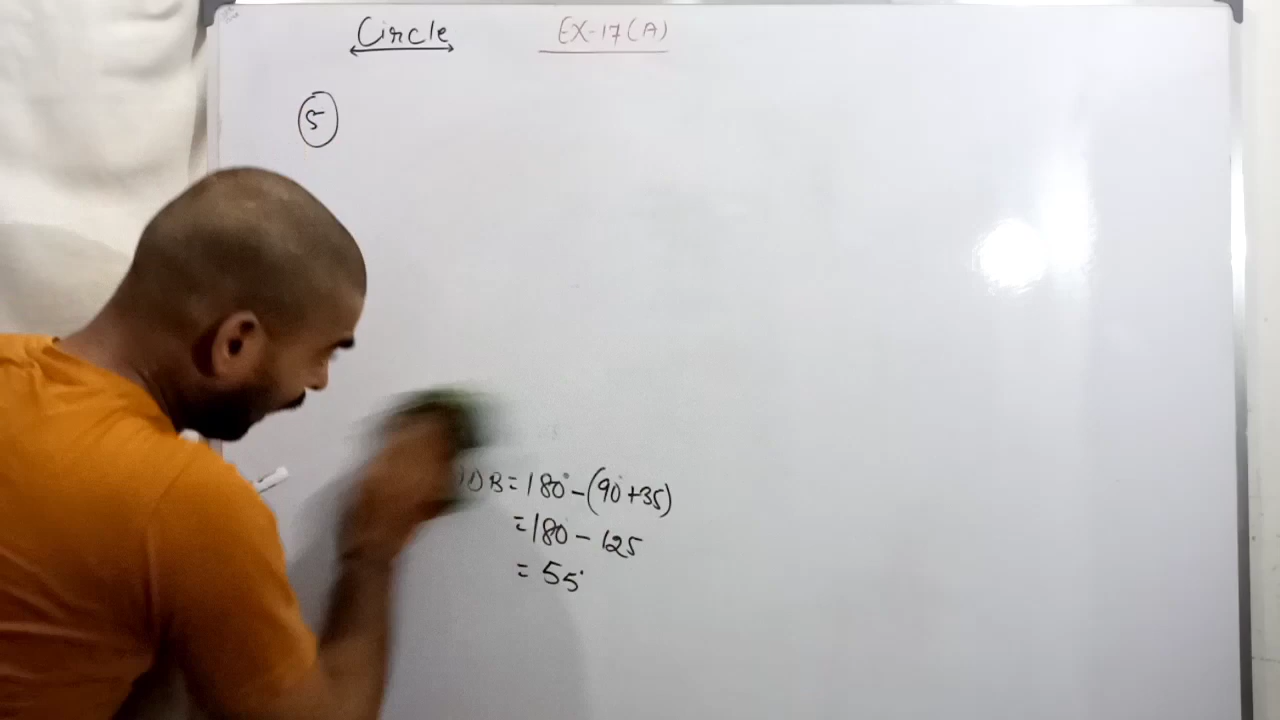 Circle EX-17(A)
5
DB = 180° - (90° + 35)
= 180 - 125
= 55°